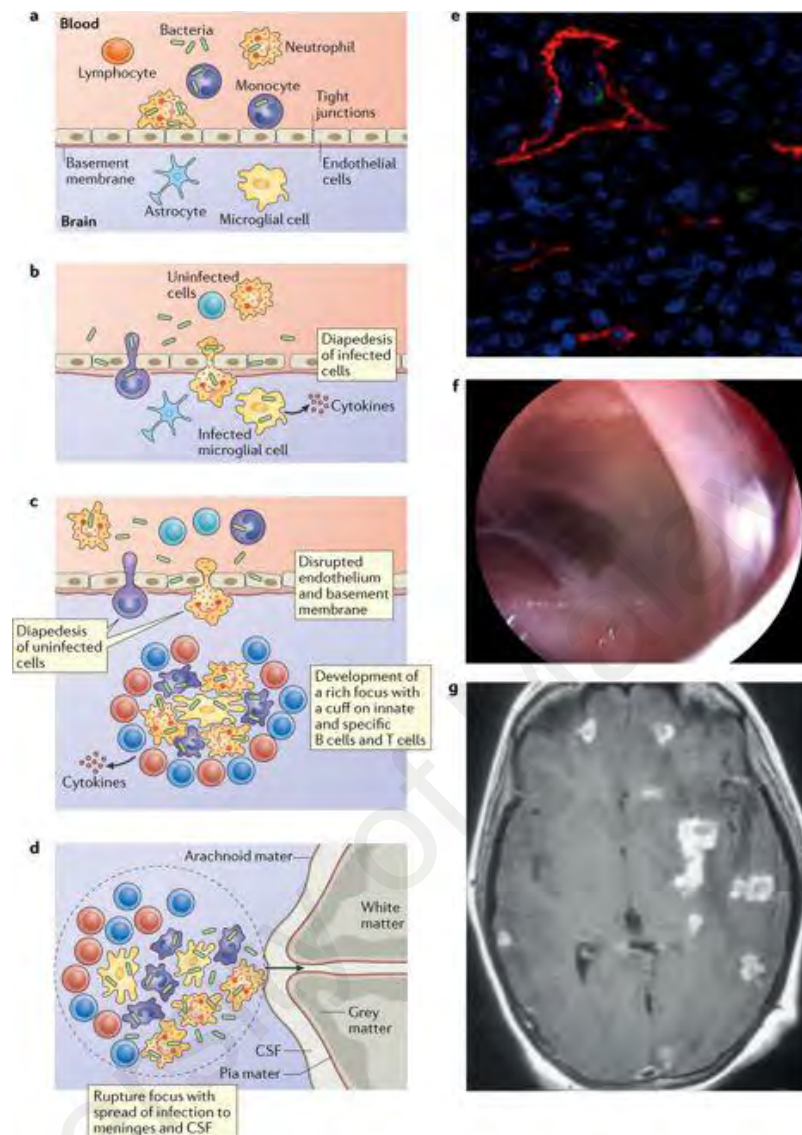 a
Blood
Bacteria
Neutrophil
Lymphocyte
Monocyte
Tight
junctions
Basement
membrane
Endothelial
cells
Astrocyte
Microglial cell
Brain
b
Uninfected
cells
Diapedesis
of infected
cells
Cytokines
Infected
microglial cell
c
Disrupted
endothelium
and basement
membrane
Diapedesis
of uninfected
cells
Development of
a rich focus with
a cuff on innate
and specific
B cells and T cells
Cytokines
d
Arachnoid mater
White
matter
Grey
matter
CSF
Pia mater
Rupture focus with
spread of infection to
meninges and CSF
e
f
g